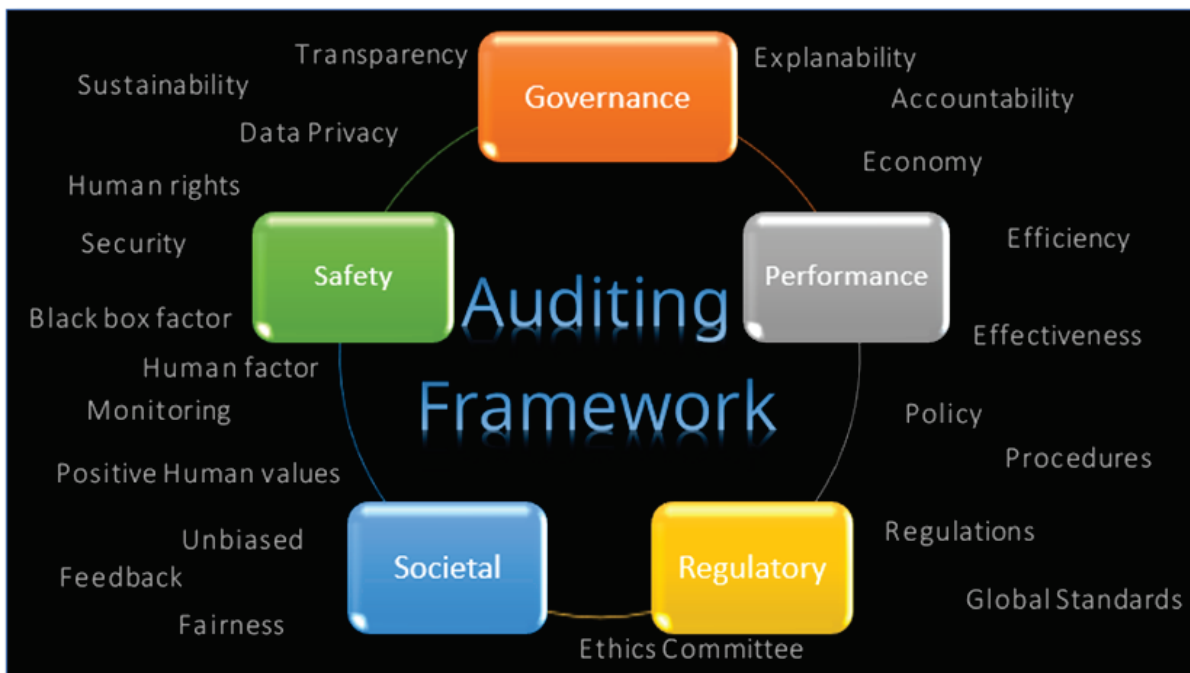 Transparency
Explanability
Sustainability
Governance
Accountability
Data Privacy
Economy
Human rights
Security
Efficiency
Safety
Performance
Auditing
Black box factor
Effectiveness
Human factor
Monitoring
Framework
Policy
Procedures
Positive Human values
Unbiased
Regulations
Societal
Regulatory
Feedback
Global Standards
Fairness
Ethics Committee